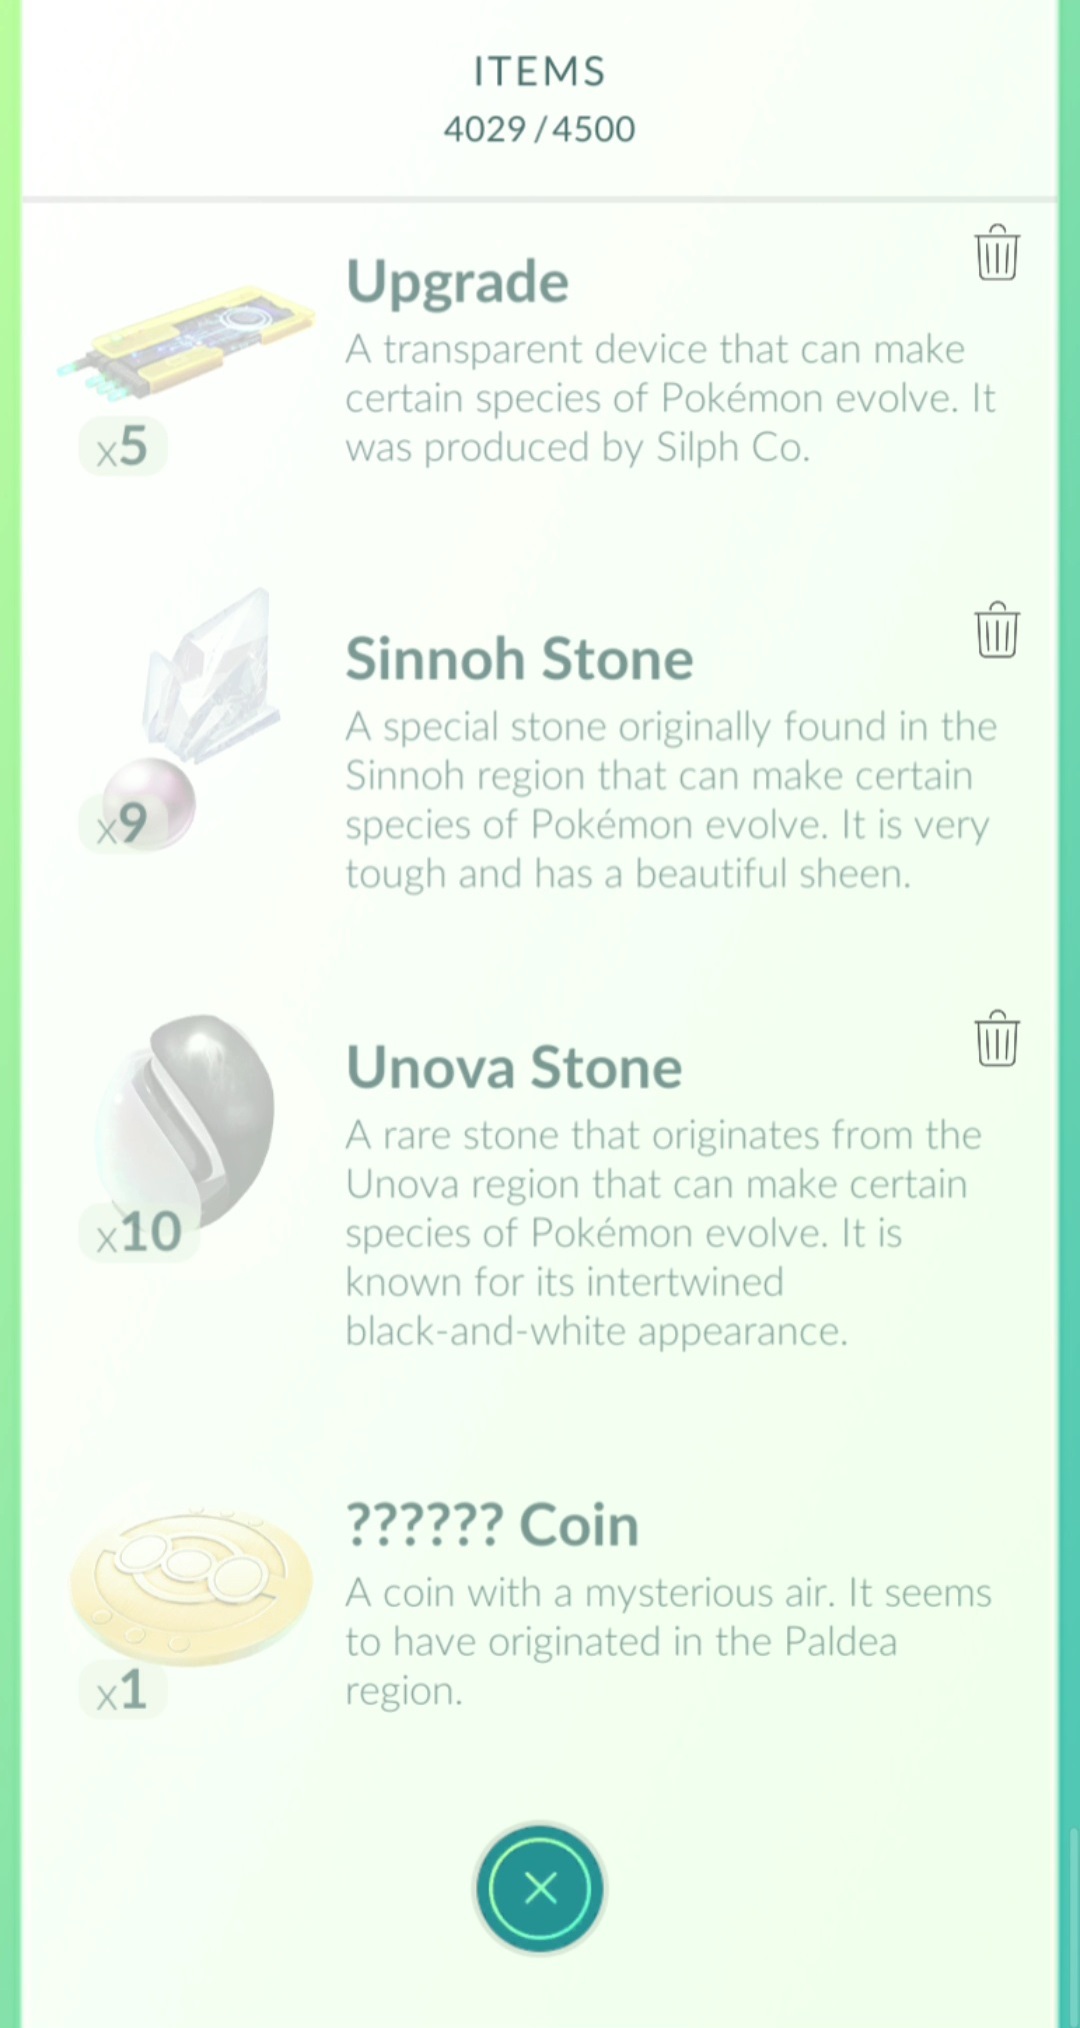 ITEMS
4029/4500
Upgrade
A transparent device that can make
certain species of Pokémon evolve. It
was produced by Silph Co.
x5
Sinnoh Stone
A special stone originally found in the
Sinnoh region that can make certain
species of Pokémon evolve. It is very
tough and has a beautiful sheen.
x9
Unova Stone
A rare stone that originates from the
Unova region that can make certain
species of Pokémon evolve. It is
known for its intertwined
black-and-white appearance.
x10
?????? Coin
A coin with a mysterious air. It seems
to have originated in the Paldea
region.
x1